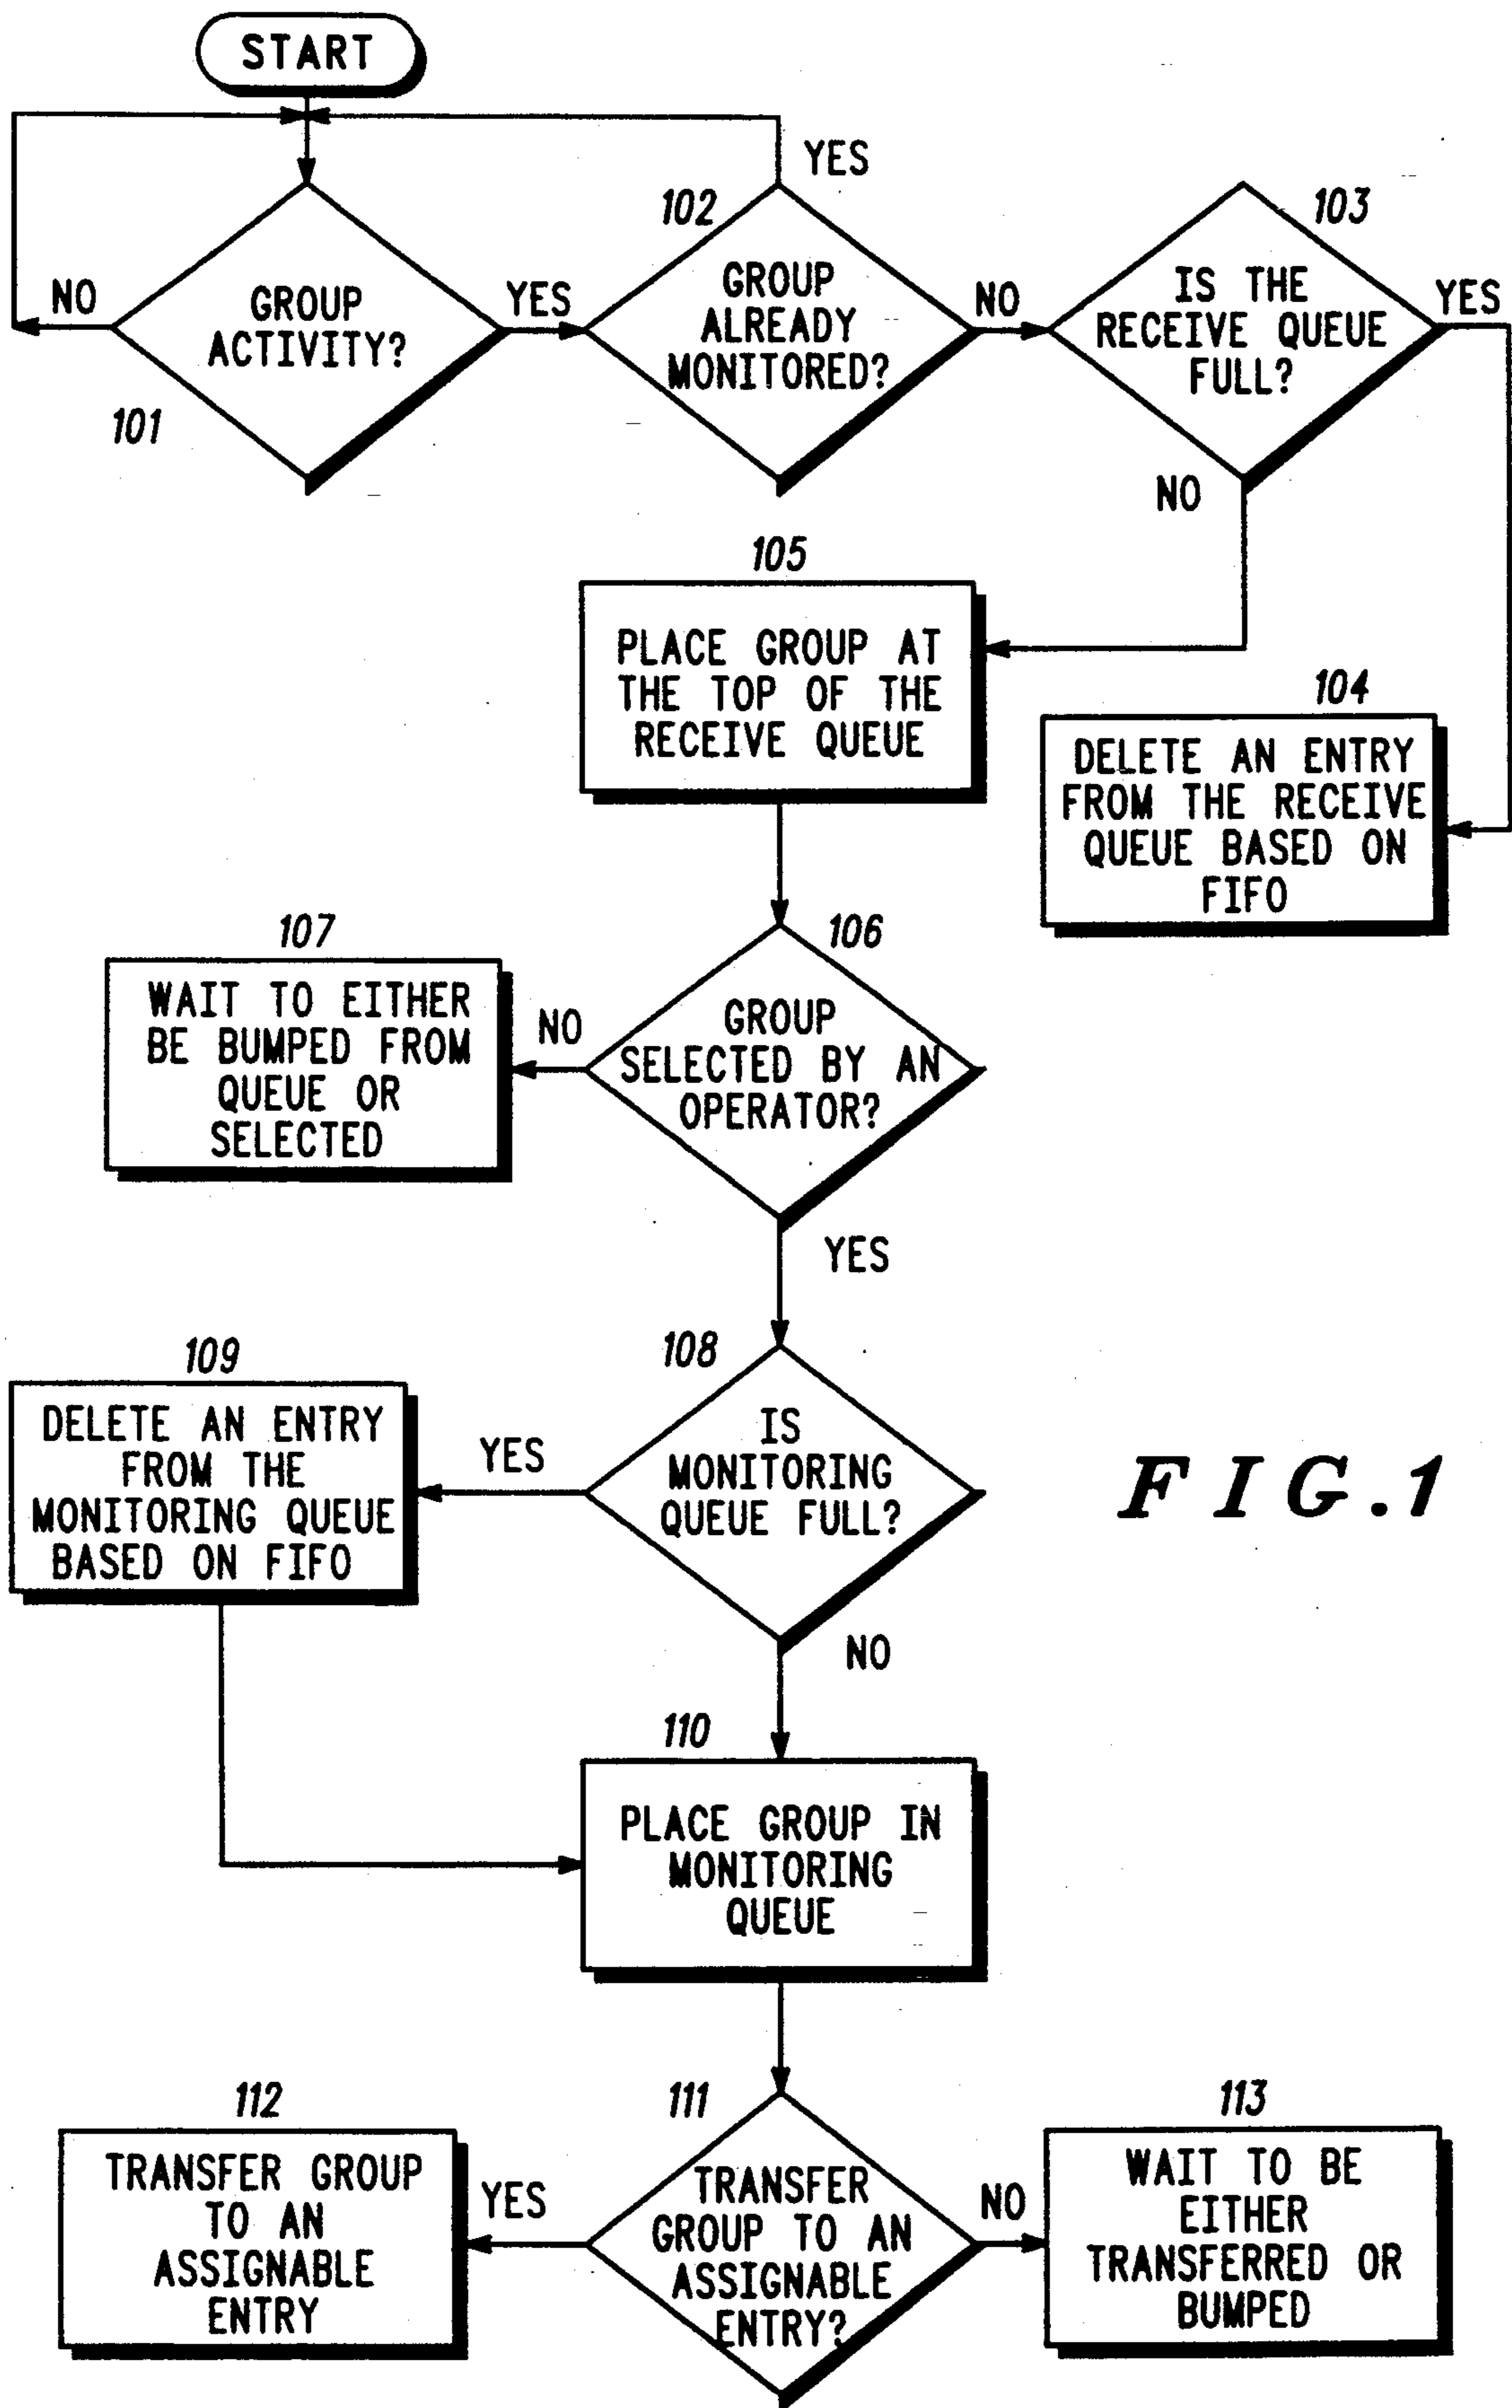 START
YES
102
103
NO
GROUP
ACTIVITY?
YES
GROUP
ALREADY
MONITORED?
NO
IS THE
RECEIVE QUEUE
FULL?
YES
101
NO
105
PLACE GROUP AT
THE TOP OF THE
RECEIVE QUEUE
104
DELETE AN ENTRY
FROM THE RECEIVE
QUEUE BASED ON
FIFO
107
106
WAIT TO EITHER
BE BUMPED FROM
QUEUE OR
SELECTED
NO
GROUP
SELECTED BY AN
OPERATOR?
YES
109
108
DELETE AN ENTRY
FROM THE
MONITORING QUEUE
BASED ON FIFO
YES
IS
MONITORING
QUEUE FULL?
FIG.1
NO
110
PLACE GROUP IN
MONITORING
QUEUE
112
111
113
TRANSFER GROUP
TO AN
ASSIGNABLE
ENTRY
YES
TRANSFER
GROUP TO AN
ASSIGNABLE
ENTRY?
NO
WAIT TO BE
EITHER
TRANSFERRED OR
BUMPED